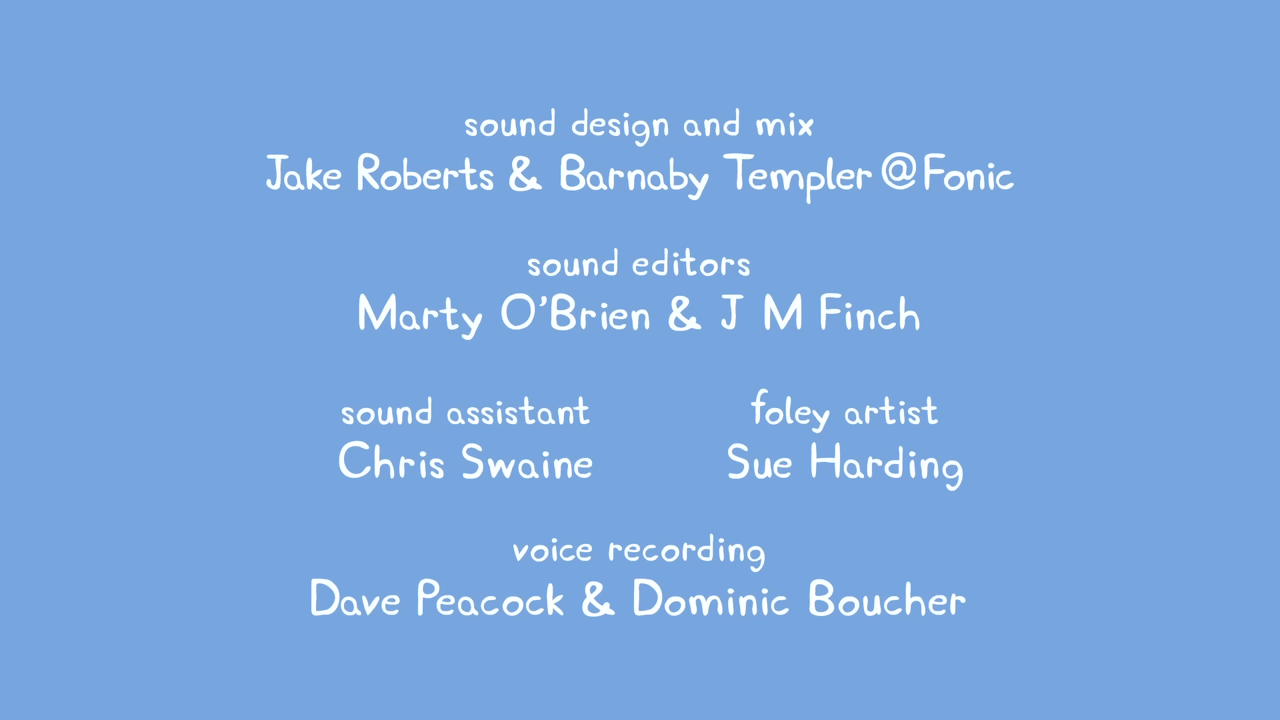 sound design and mix
Jake Roberts & Barnaby Templer @Fonic
sound editors
Marty O'Brien & J M Finch
sound assistant
Chris Swaine
foley artist
Sue Harding
voice recording
Dave Peacock & Dominic Boucher